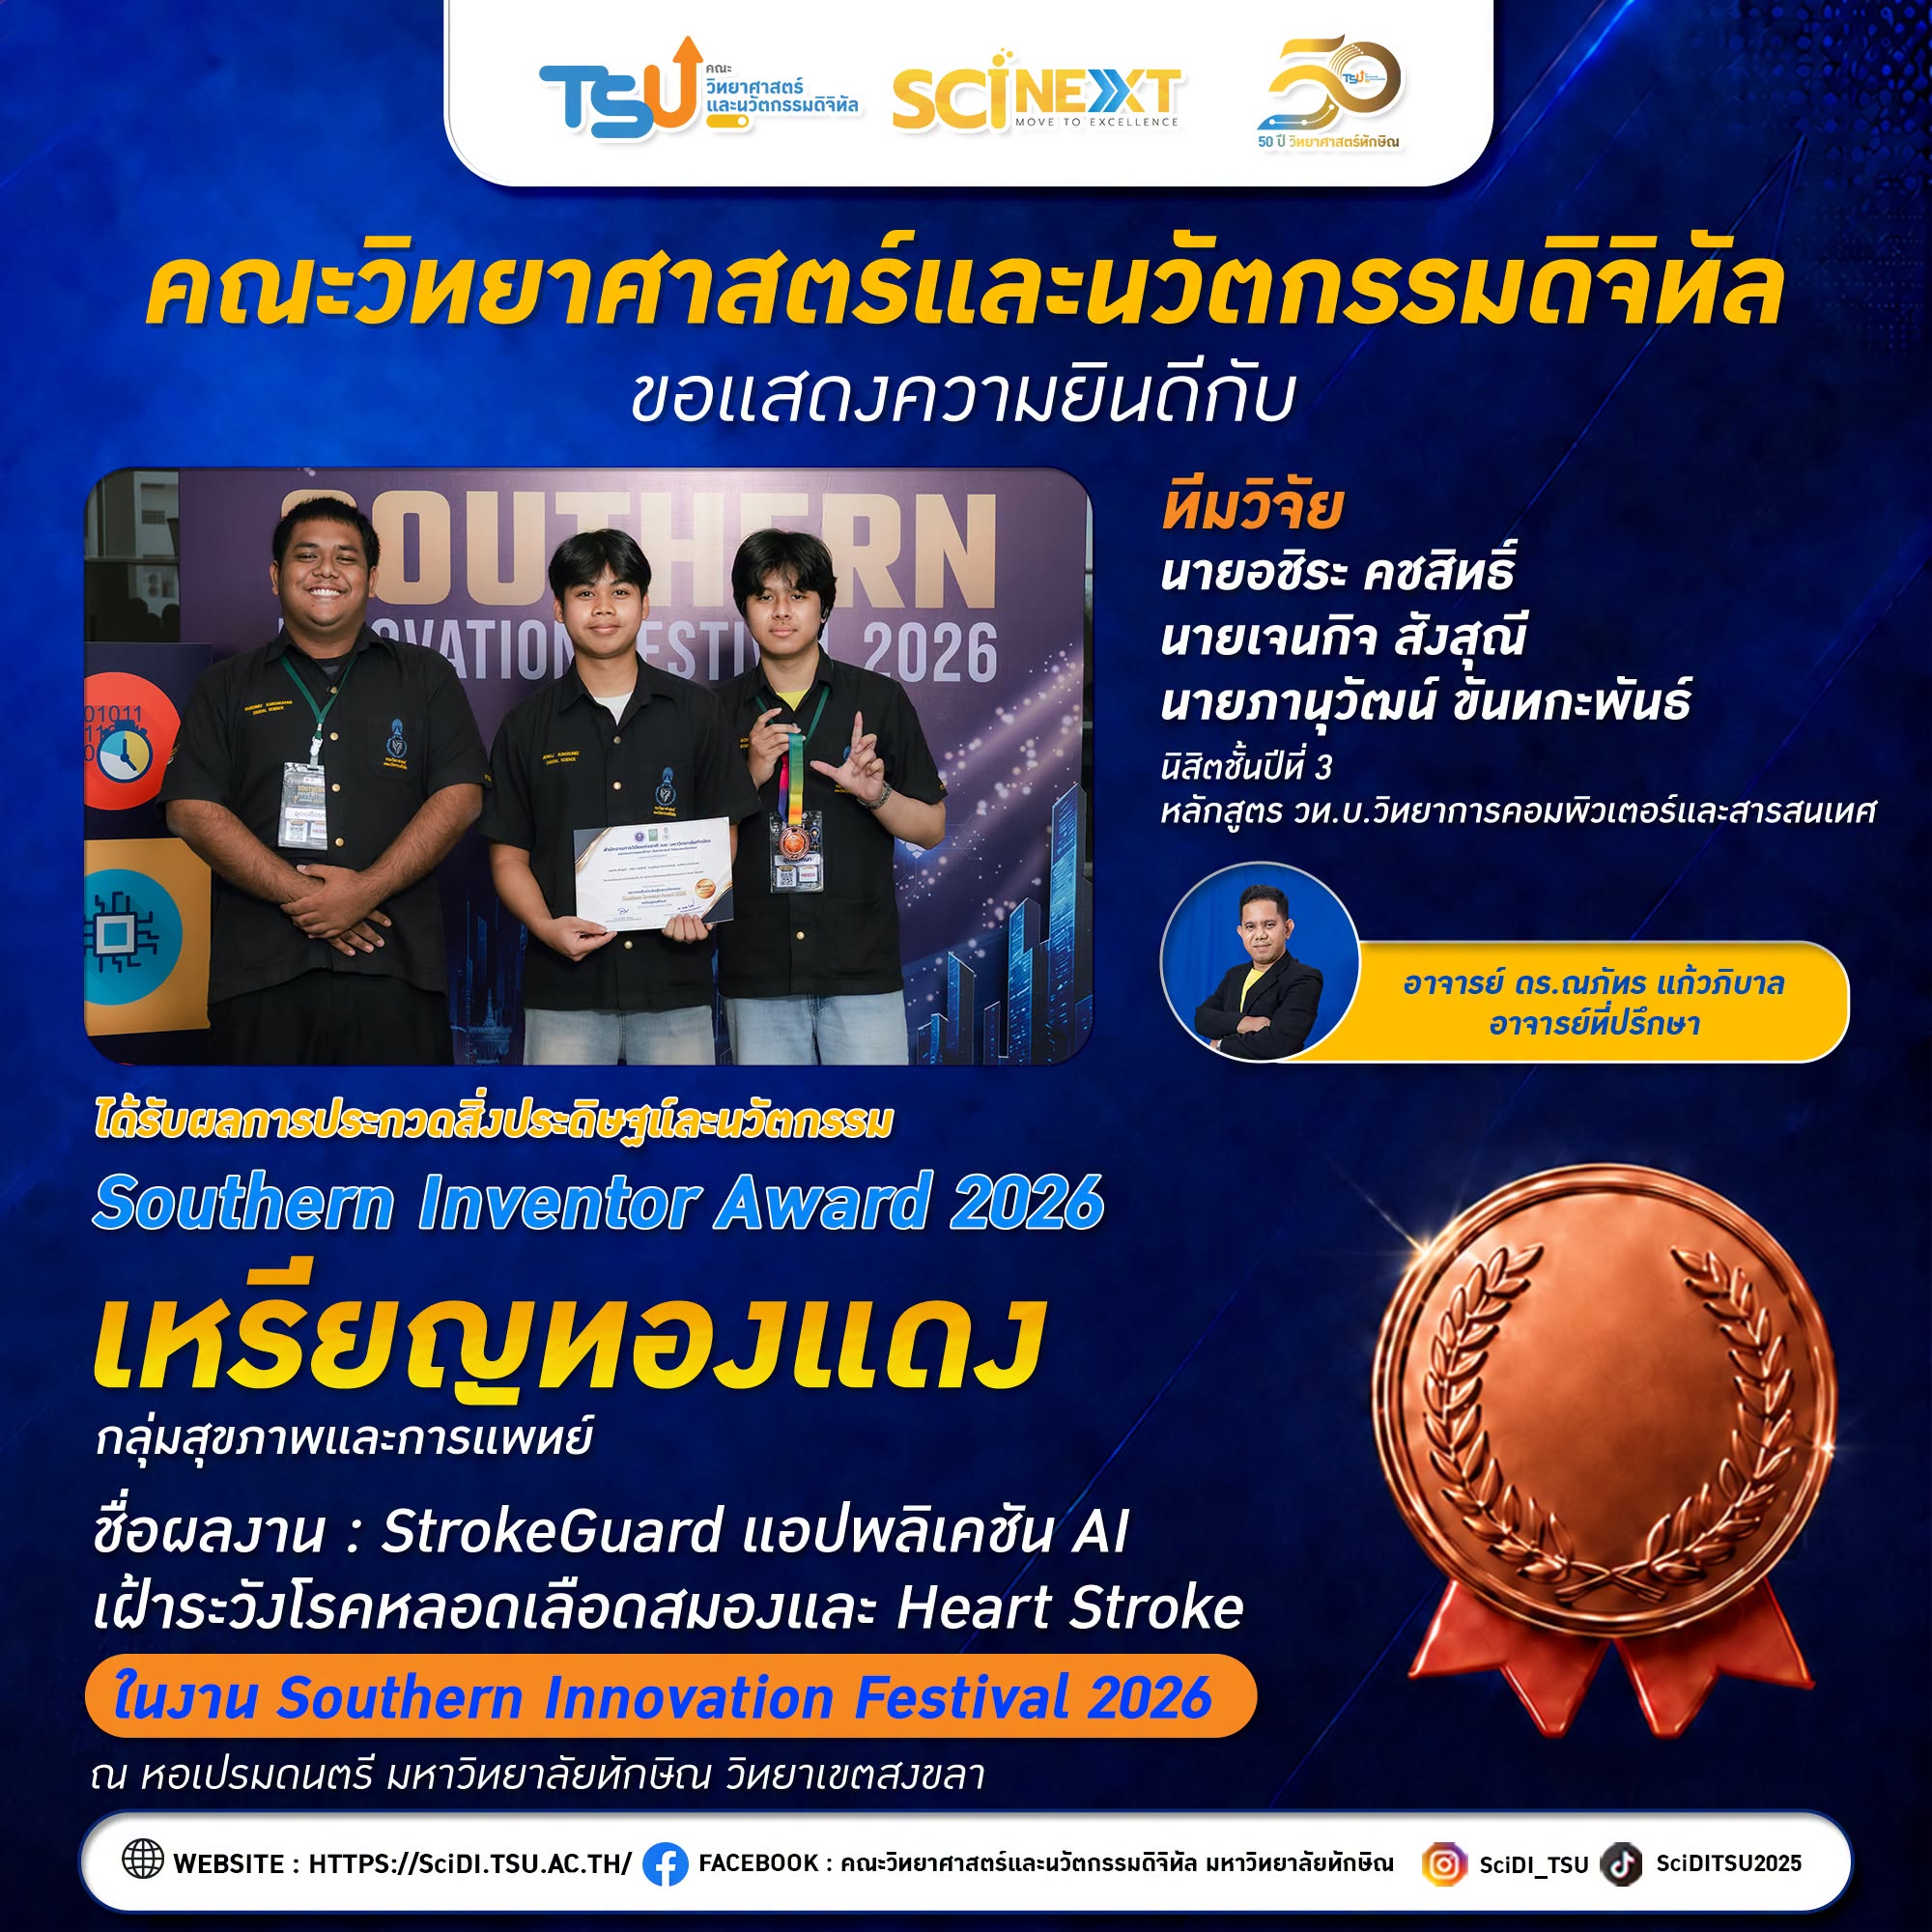 TSU คณะ
วิทยาศาสตร์
และนวัตกรรมดิจิทัล
SCiNEXT
MOVE TO EXCELLENCE
50
TSU
50 ปี วิทยาศาสตร์ทักษิณ
คณะวิทยาศาสตร์และนวัตกรรมดิจิทัล
ขอแสดงความยินดีกับ
SOUTHERN
INNOVATION FESTIVAL 2026
01011
ทีมวิจัย
นายอชิระ คชสิทธิ์
นายเจนกิจ สังสุณี
นายภานุวัฒน์ ขันทกะพันธ์
นิสิตชั้นปีที่ 3
หลักสูตร วท.บ.วิทยาการคอมพิวเตอร์และสารสนเทศ
อาจารย์ ดร.ณภัทร แก้วภิบาล
อาจารย์ที่ปรึกษา
ได้รับผลการประกวดสิ่งประดิษฐ์และนวัตกรรม
Southern Inventor Award 2026
เหรียญทองแดง
กลุ่มสุขภาพและการแพทย์
ชื่อผลงาน : StrokeGuard แอปพลิเคชัน AI
เฝ้าระวังโรคหลอดเลือดสมองและ Heart Stroke
ในงาน Southern Innovation Festival 2026
ณ หอเปรมดนตรี มหาวิทยาลัยทักษิณ วิทยาเขตสงขลา
WEBSITE : HTTPS://SciDI.TSU.AC.TH/ FACEBOOK : คณะวิทยาศาสตร์และนวัตกรรมดิจิทัล มหาวิทยาลัยทักษิณ SciDI_TSU SciDITSU2025